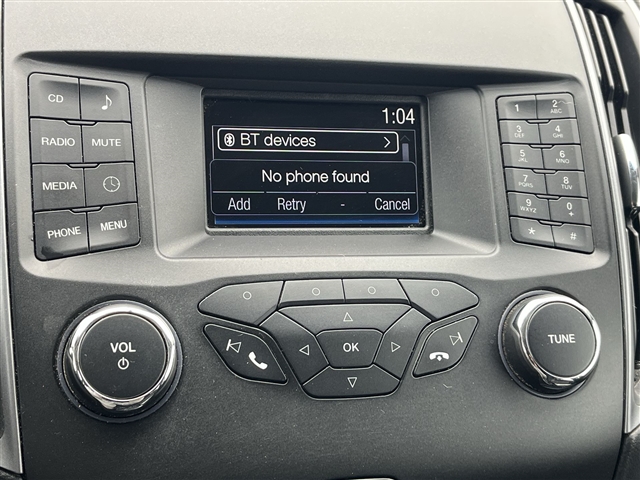 1:04
BT devices
No phone found
Add Retry - Cancel
CD
RADIO MUTE
MEDIA
PHONE MENU
1 2 ABC
3 DEF 4 GHI
5 JKL 6 MNO
7 PQRS 8 TUV
9 WXYZ 0 +
* #
VOL
OK
TUNE